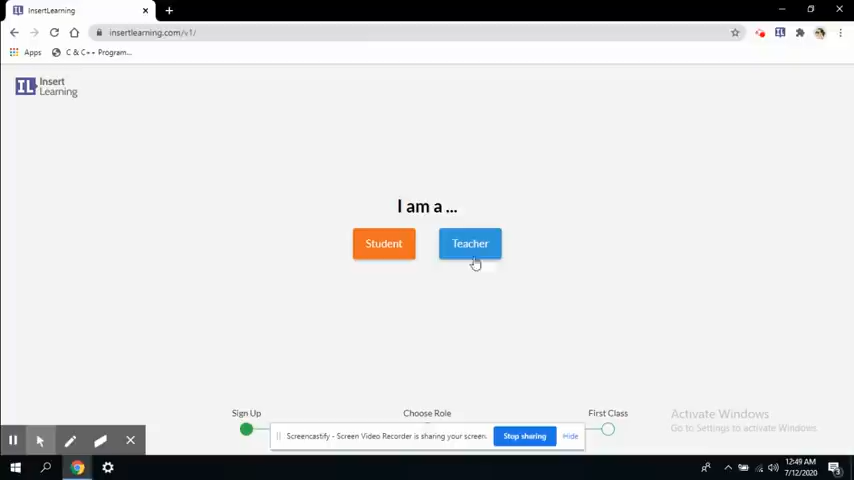 InsertLearning
insertlearning.com/v1/
Apps
C & C++ Program...
IL
Insert
Learning
I am a ...
Student
Teacher
Sign Up
Choose Role
First Class
Activate Windows
Go to Settings to activate Windows.
Screencastify - Screen Video Recorder is sharing your screen.
Stop sharing
Hide
12:49 AM
7/12/2020